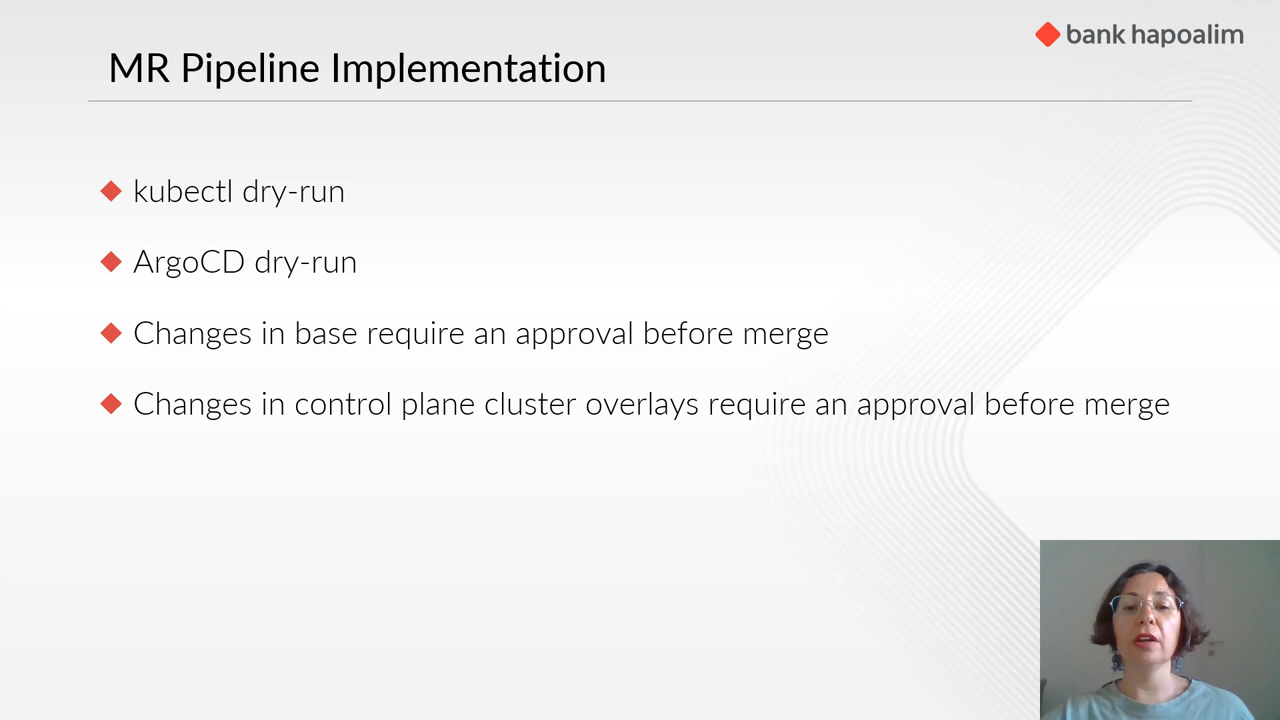 bank hapoalim
MR Pipeline Implementation
kubectl dry-run
ArgoCD dry-run
Changes in base require an approval before merge
Changes in control plane cluster overlays require an approval before merge